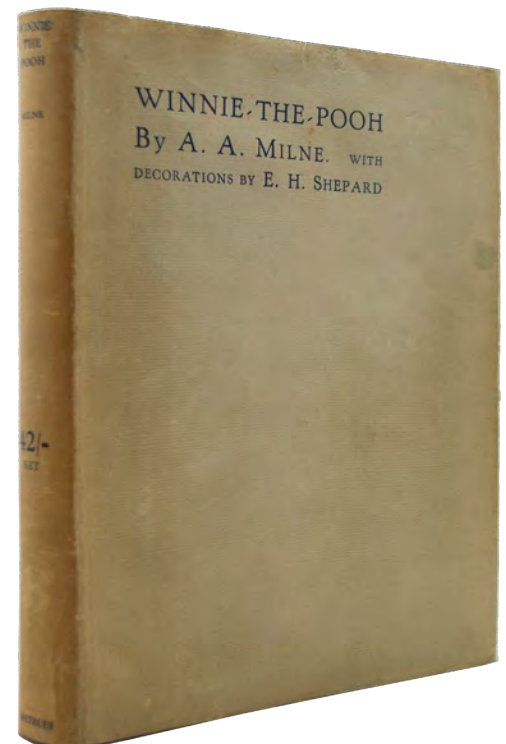 WINNIE
THE
POOH
MILNE
42/-
NET
METHUEN
WINNIE-THE-POOH
By A. A. MILNE. WITH
DECORATIONS BY E. H. SHEPARD